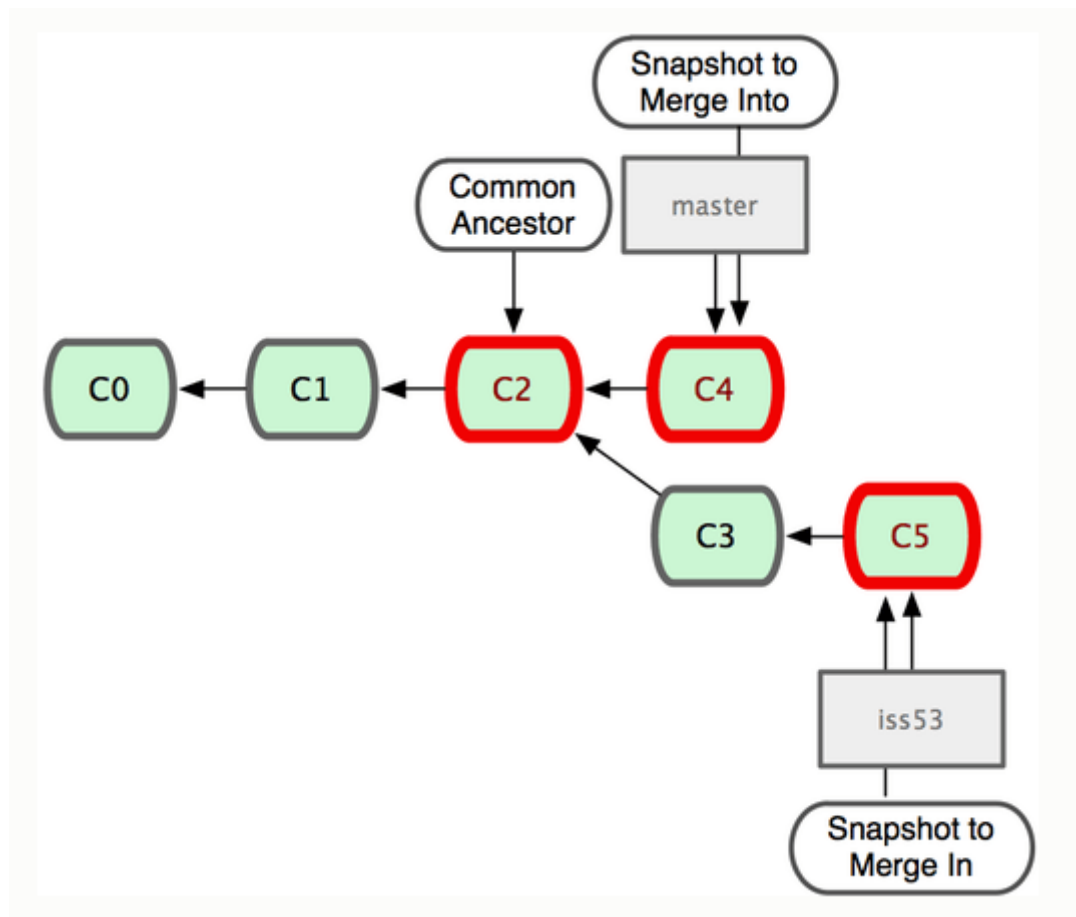 Snapshot to
Merge Into
Common
Ancestor
master
C0
C1
C2
C4
C3
C5
iss53
Snapshot to
Merge In